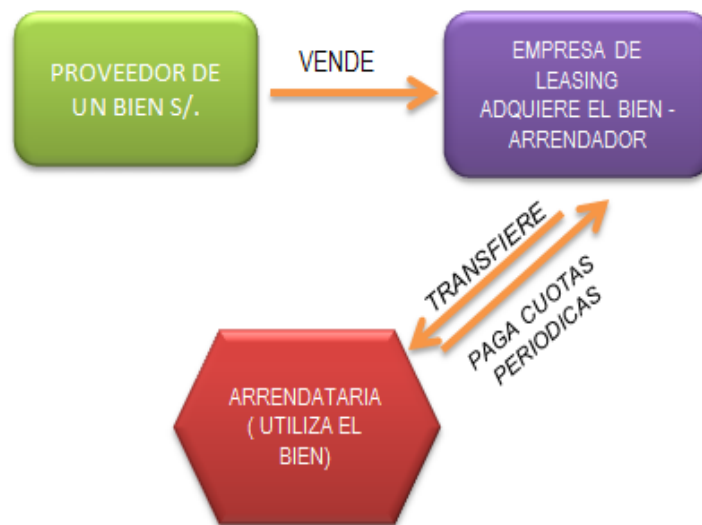 PROVEEDOR DE
UN BIEN S/.
VENDE
EMPRESA DE
LEASING
ADQUIERE EL BIEN -
ARRENDADOR
TRANSFIERE
PAGA CUOTAS
PERIODICAS
ARRENDATARIA
( UTILIZA EL
BIEN)